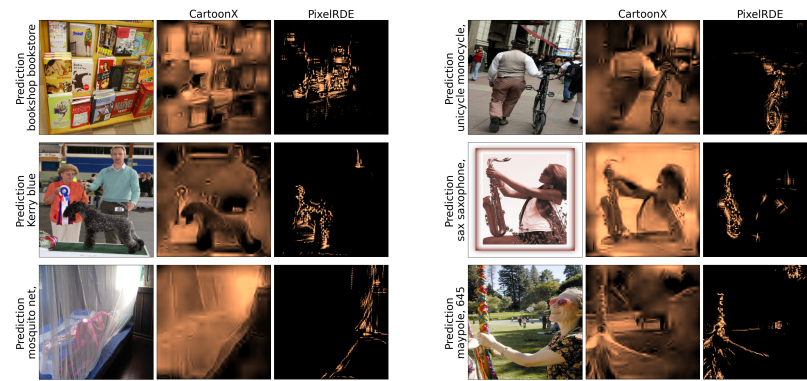 CartoonX PixelRDE
CartoonX PixelRDE
Prediction
bookshop bookstore
Prediction
unicycle monocycle,
Prediction
Kerry blue
Prediction
sax saxophone,
Prediction
mosquito net,
Prediction
maypole, 645